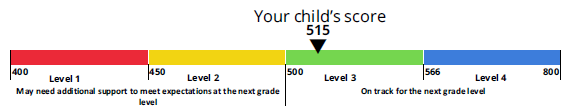 Your child's score
515
400 450 500 566 800
Level 1 Level 2 Level 3 Level 4
May need additional support to meet expectations at the next grade
level
On track for the next grade level